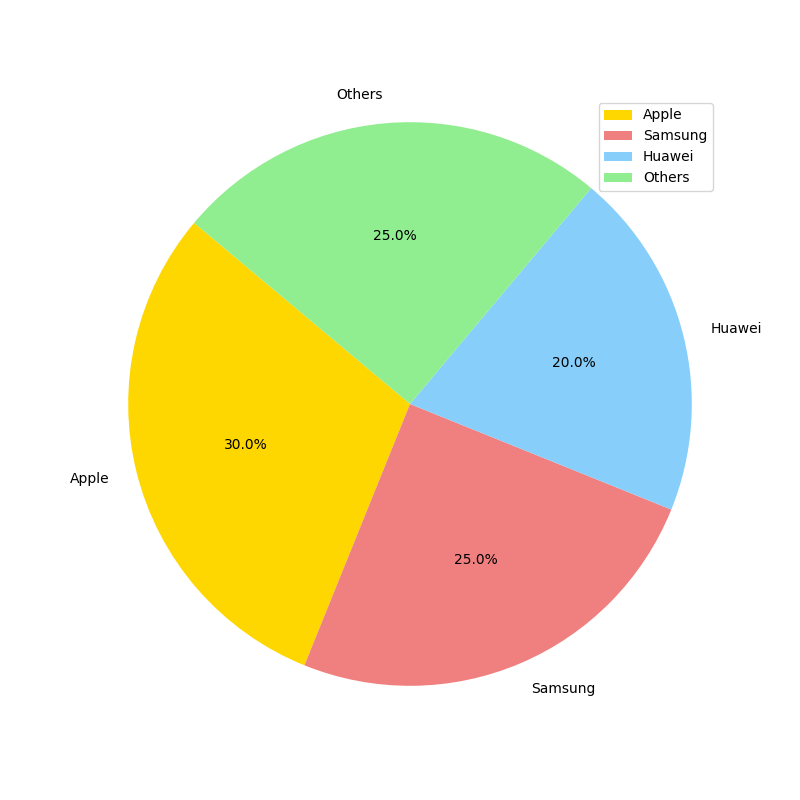 Others
Apple
Samsung
Huawei
Others
25.0%
Huawei
20.0%
30.0%
Apple
25.0%
Samsung